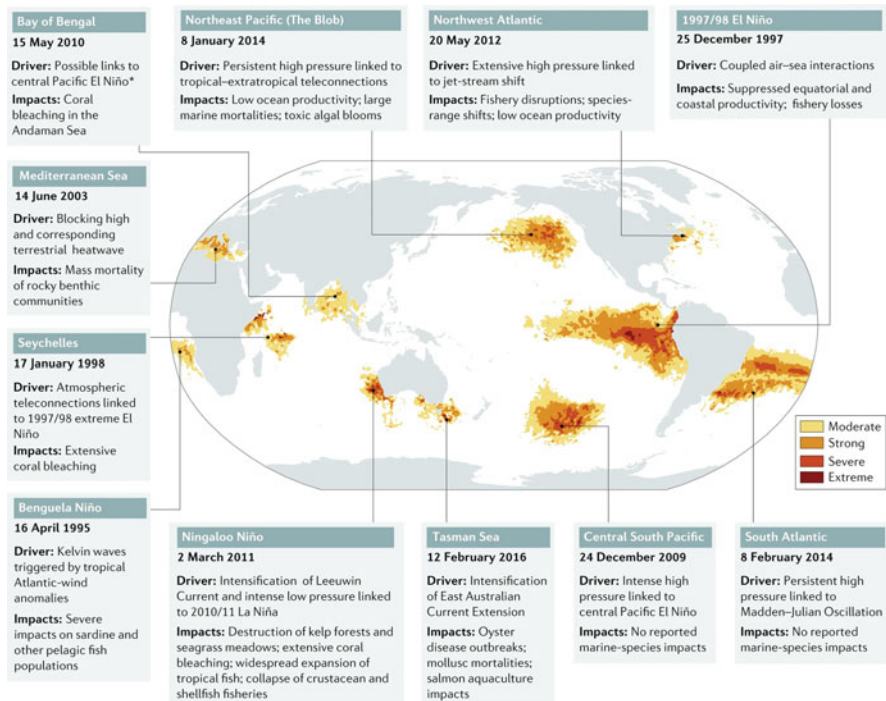 Bay of Bengal
15 May 2010
Driver: Possible links to
central Pacific El Niño*
Impacts: Coral
bleaching in the
Andaman Sea
Northeast Pacific (The Blob)
8 January 2014
Driver: Persistent high pressure linked to
tropical–extratropical teleconnections
Impacts: Low ocean productivity; large
marine mortalities; toxic algal blooms
Northwest Atlantic
20 May 2012
Driver: Extensive high pressure linked
to jet-stream shift
Impacts: Fishery disruptions; species-
range shifts; low ocean productivity
1997/98 El Niño
25 December 1997
Driver: Coupled air–sea interactions
Impacts: Suppressed equatorial and
coastal productivity; fishery losses
Mediterranean Sea
14 June 2003
Driver: Blocking high
and corresponding
terrestrial heatwave
Impacts: Mass mortality
of rocky benthic
communities
Seychelles
17 January 1998
Driver: Atmospheric
teleconnections linked
to 1997/98 extreme El
Niño
Impacts: Extensive
coral bleaching
Moderate
Strong
Severe
Extreme
Benguela Niño
16 April 1995
Driver: Kelvin waves
triggered by tropical
Atlantic-wind
anomalies
Impacts: Severe
impacts on sardine and
other pelagic fish
populations
Ningaloo Niño
2 March 2011
Driver: Intensification of Leeuwin
Current and intense low pressure linked
to 2010/11 La Niña
Impacts: Destruction of kelp forests and
seagrass meadows; extensive coral
bleaching; widespread expansion of
tropical fish; collapse of crustacean and
shellfish fisheries
Tasman Sea
12 February 2016
Driver: Intensification
of East Australian
Current Extension
Impacts: Oyster
disease outbreaks;
mollusc mortalities;
salmon aquaculture
impacts
Central South Pacific
24 December 2009
Driver: Intense high
pressure linked to
central Pacific El Niño
Impacts: No reported
marine-species impacts
South Atlantic
8 February 2014
Driver: Persistent high
pressure linked to
Madden–Julian Oscillation
Impacts: No reported
marine-species impacts